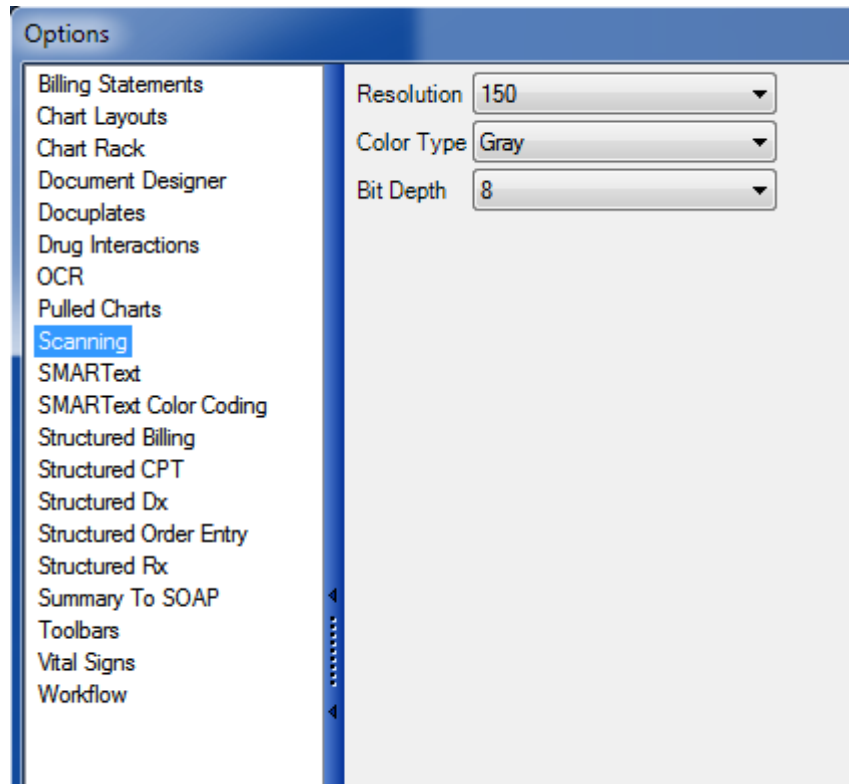 Options
Billing Statements
Chart Layouts
Chart Rack
Document Designer
Docuplates
Drug Interactions
OCR
Pulled Charts
Scanning
SMARText
SMARText Color Coding
Structured Billing
Structured CPT
Structured Dx
Structured Order Entry
Structured Rx
Summary To SOAP
Toolbars
Vital Signs
Workflow
Resolution 150
Color Type Gray
Bit Depth 8